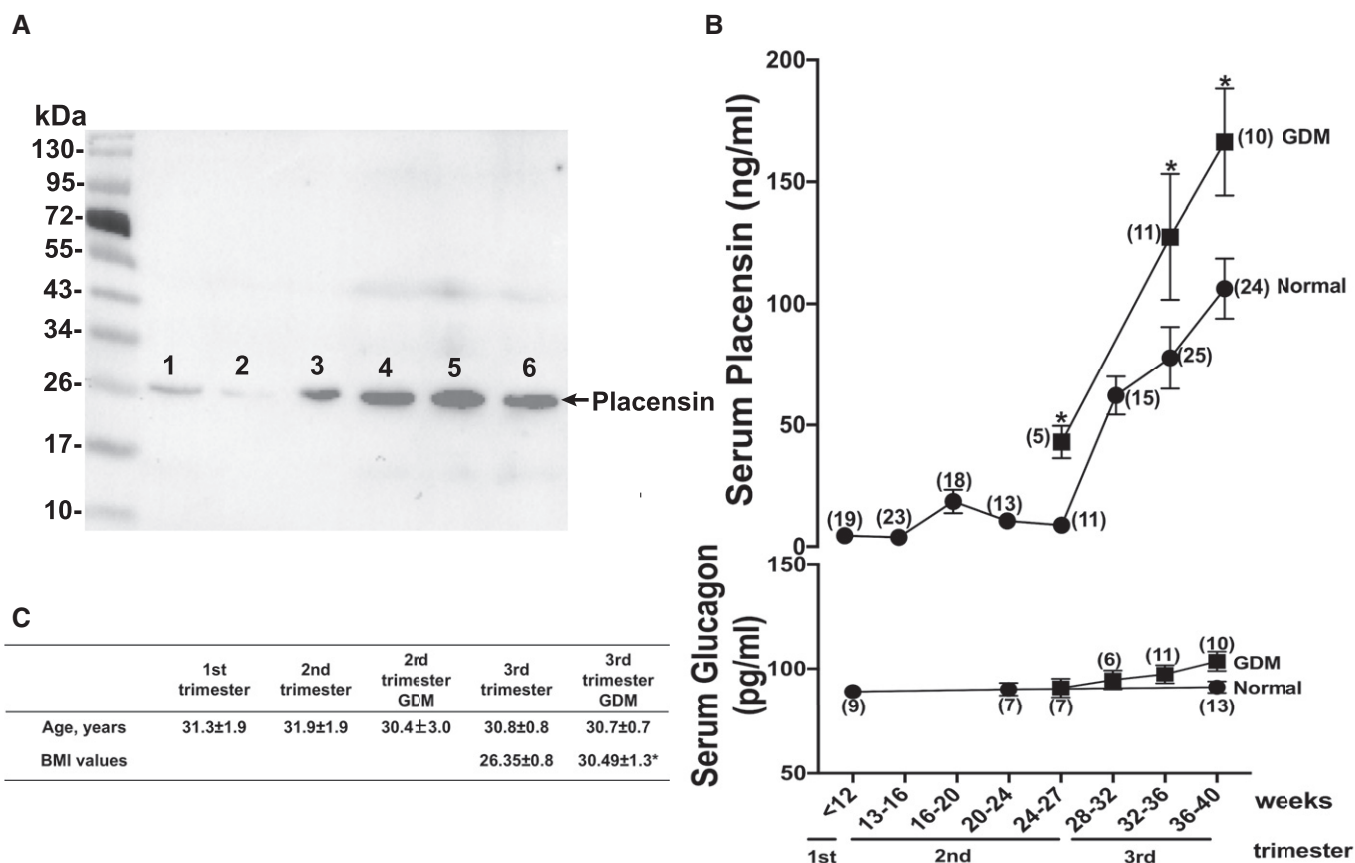 A
kDa
130-
95-
72-
55-
43-
34-
26-
17-
10-
1 2 3 4 5 6
Placensin
B
Serum Placensin (ng/ml)
200
150
100
50
0
(19) (23) (18) (13) (11) (15) (25) (24) Normal
(5) (11) (10) GDM
* * *
Serum Glucagon
(pg/ml)
150
100
50
(6) (11) (10) GDM
Normal
(9) (7) (7) (13)
<12 13-16 16-20 20-24 24-27 28-32 32-36 36-40 weeks
1st 2nd 3rd trimester
C
1st trimester 2nd trimester 2rd trimester GDM 3rd trimester 3rd trimester GDM
Age, years 31.3±1.9 31.9±1.9 30.4±3.0 30.8±0.8 30.7±0.7
BMI values 26.35±0.8 30.49±1.3*